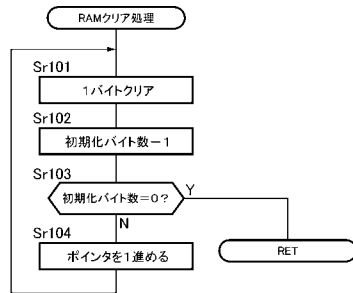 RAMクリア処理
Sr101
1バイトクリア
Sr102
初期化バイト数ー1
Sr103
初期化バイト数=0?
Y
N
Sr104
ポインタを1進める
RET